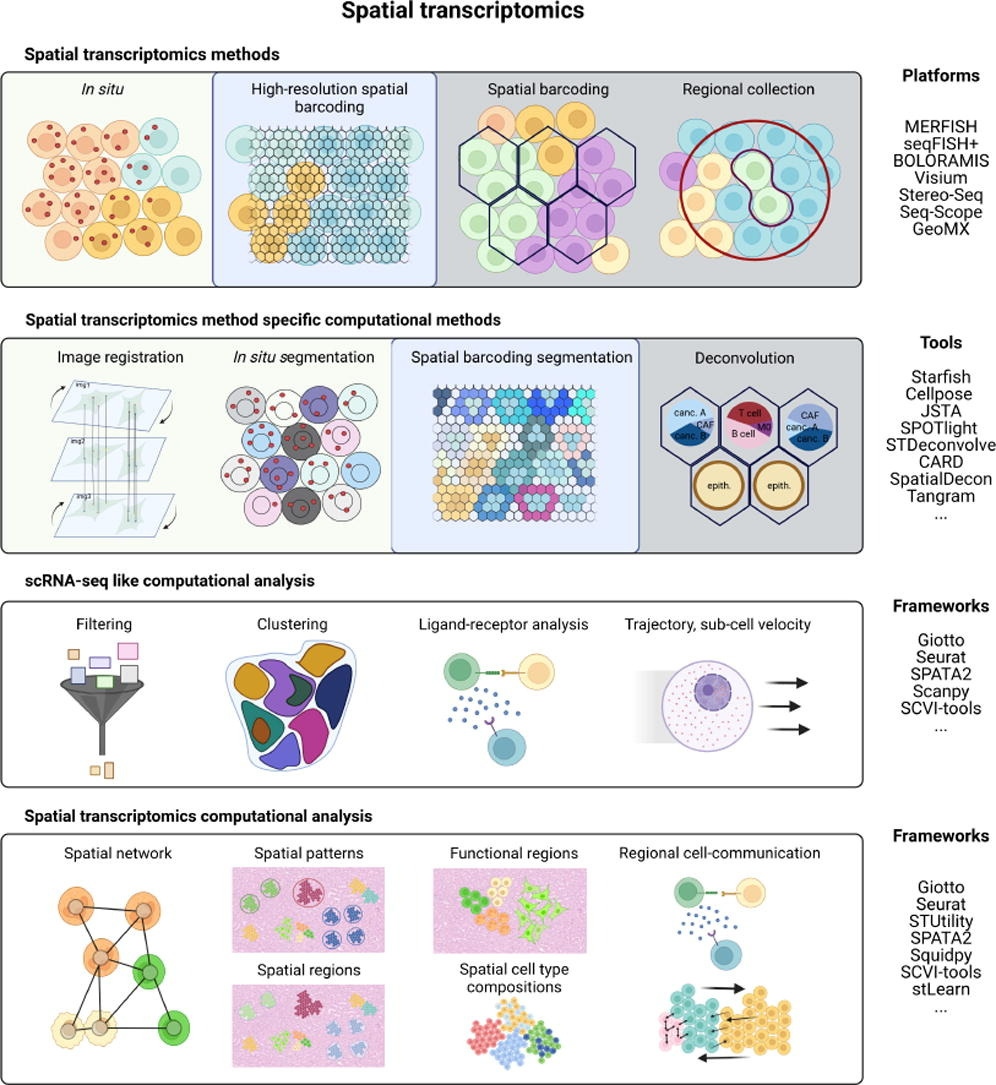 Spatial transcriptomics
Spatial transcriptomics methods
Platforms
In situ
High-resolution spatial
barcoding
Spatial barcoding
Regional collection
MERFISH
seqFISH+
BOLORAMIS
Visium
Stereo-Seq
Seq-Scope
GeoMX
Spatial transcriptomics method specific computational methods
Tools
Image registration
In situ segmentation
Spatial barcoding segmentation
Deconvolution
img1
img2
img3
canc. A
CAF
canc. B
T cell
M0
B cell
CAF
canc. A
canc. B
epith.
epith.
Starfish
Cellpose
JSTA
SPOTlight
STDeconvolve
CARD
SpatialDecon
Tangram
...
scRNA-seq like computational analysis
Frameworks
Filtering
Clustering
Ligand-receptor analysis
Trajectory, sub-cell velocity
Giotto
Seurat
SPATA2
Scanpy
SCVI-tools
...
Spatial transcriptomics computational analysis
Frameworks
Spatial network
Spatial patterns
Functional regions
Regional cell-communication
Spatial regions
Spatial cell type
compositions
Giotto
Seurat
STUtility
SPATA2
Squidpy
SCVI-tools
stLearn
...